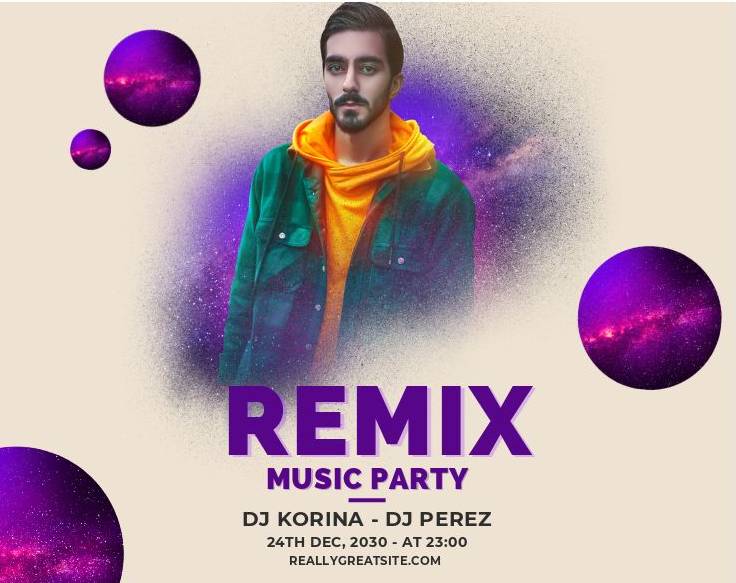 REMIX
MUSIC PARTY
DJ KORINA - DJ PEREZ
24TH DEC, 2030 - AT 23:00
REALLYGREATSITE.COM